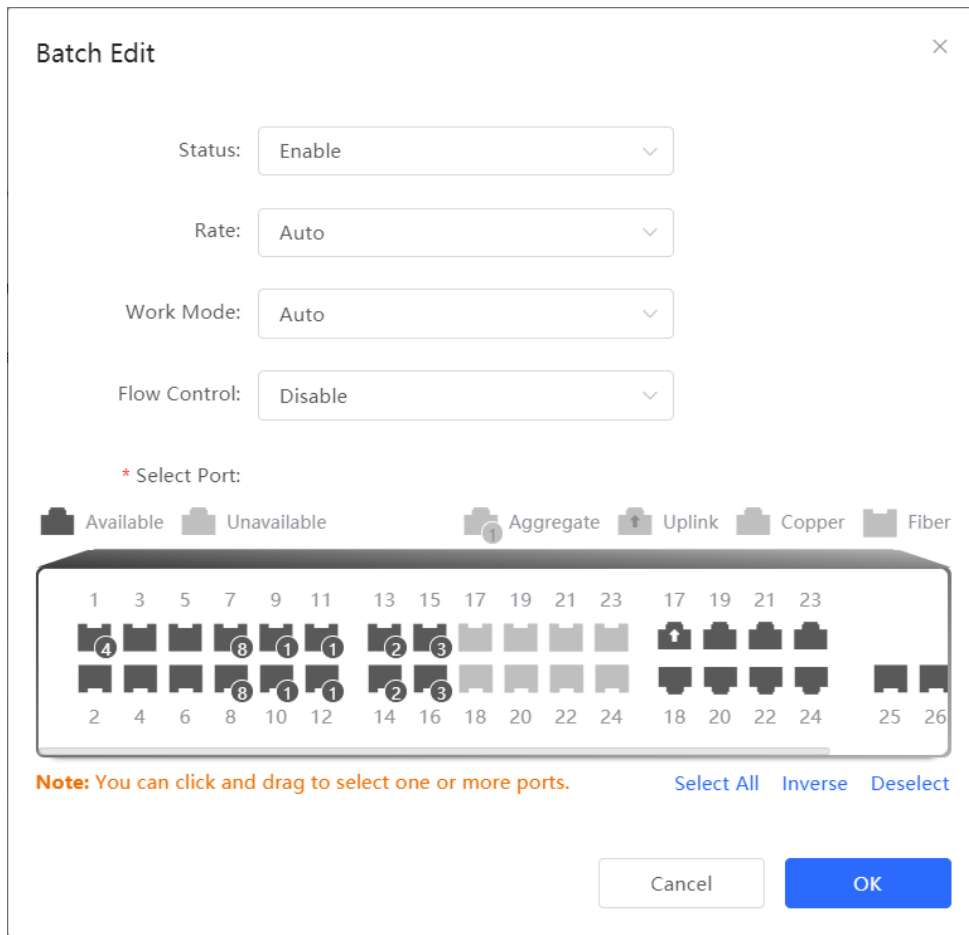 Batch Edit
Status: Enable
Rate: Auto
Work Mode: Auto
Flow Control: Disable
* Select Port:
Available Unavailable 1 Aggregate Uplink Copper Fiber
1 3 5 7 9 11 13 15 17 19 21 23 17 19 21 23
4 8 1 1 2 3
8 1 1 2 3
2 4 6 8 10 12 14 16 18 20 22 24 18 20 22 24 25 26
Note: You can click and drag to select one or more ports. Select All Inverse Deselect
Cancel OK